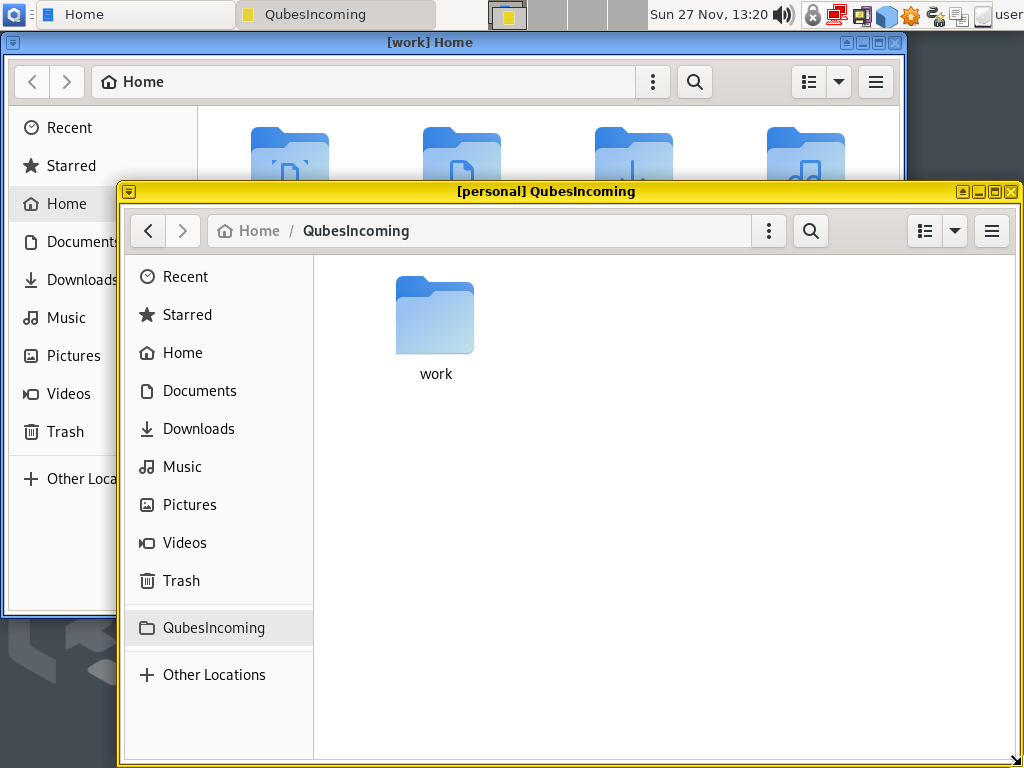 Home
QubesIncoming
Sun 27 Nov, 13:20
user
[work] Home
Home
Recent
Starred
Home
Documents
Downloads
Music
Pictures
Videos
Trash
Other Loca
[personal] QubesIncoming
Home / QubesIncoming
Recent
Starred
Home
Documents
Downloads
Music
Pictures
Videos
Trash
QubesIncoming
Other Locations
work